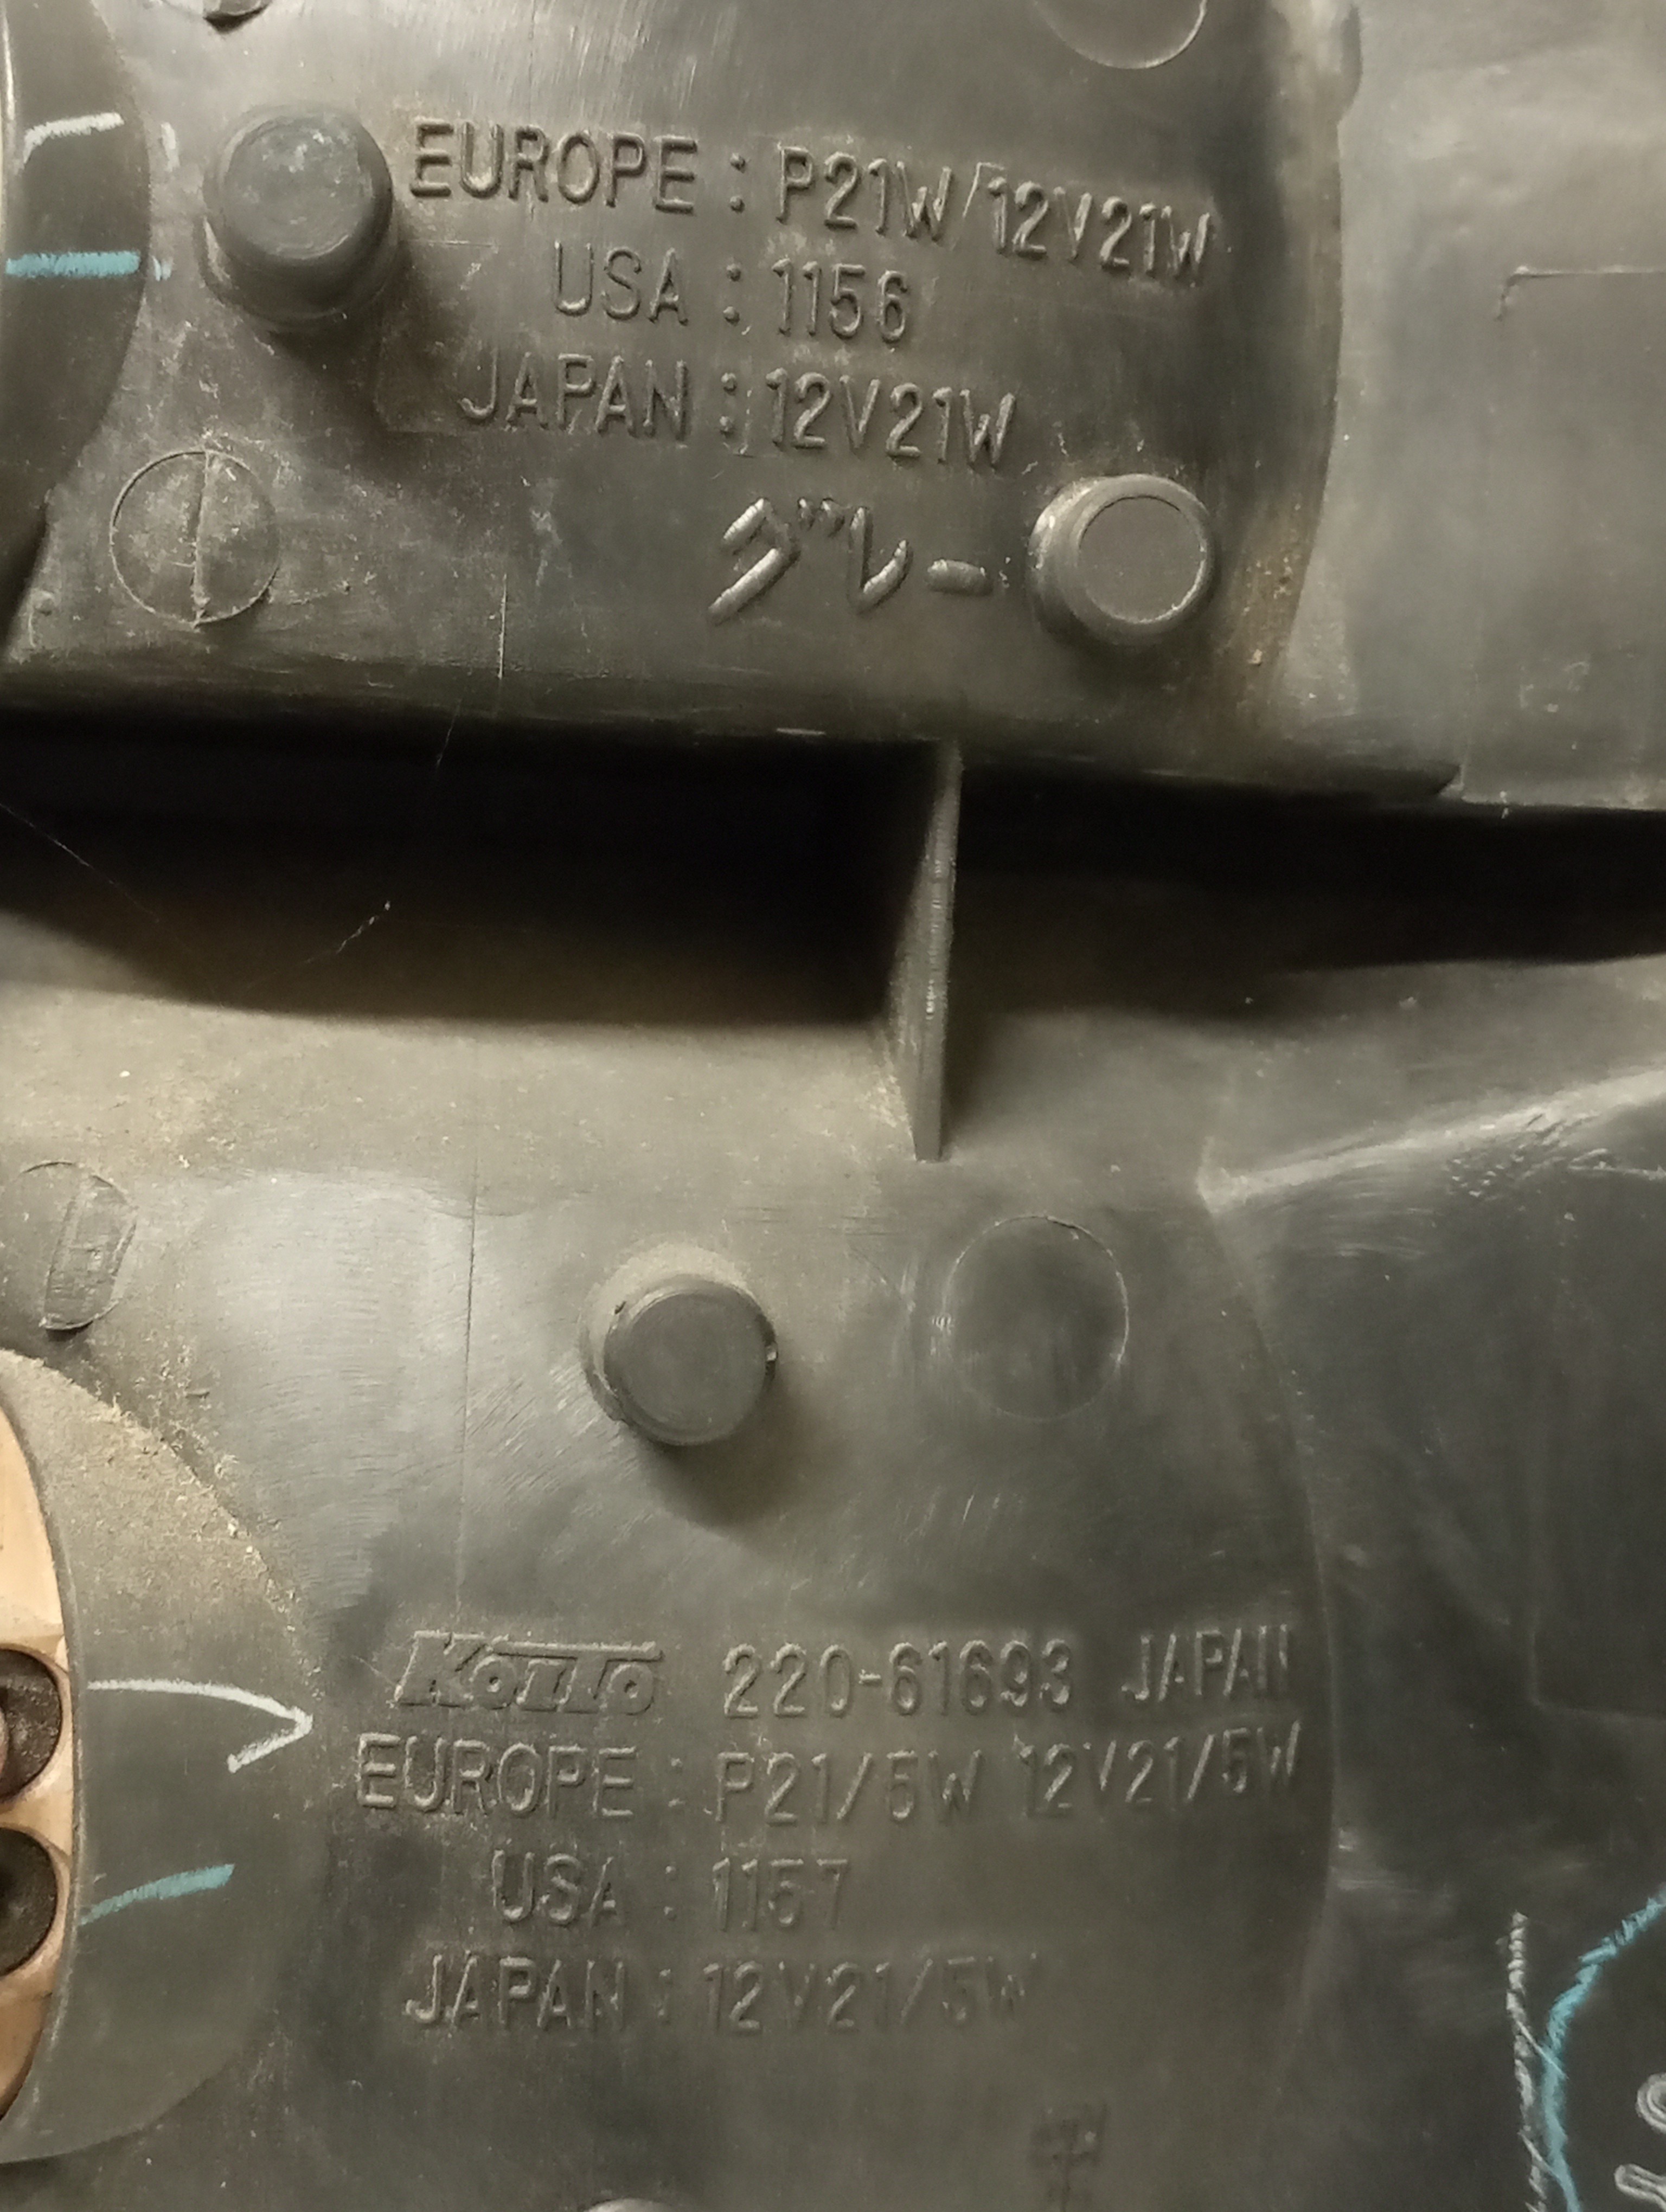 EUROPE : P21W/12V21W
USA : 1156
JAPAN : 12V21W
グレー
KOITO 220-61693 JAPAN
EUROPE : P21/5W 12V21/5W
USA : 1157
JAPAN : 12V21/5W